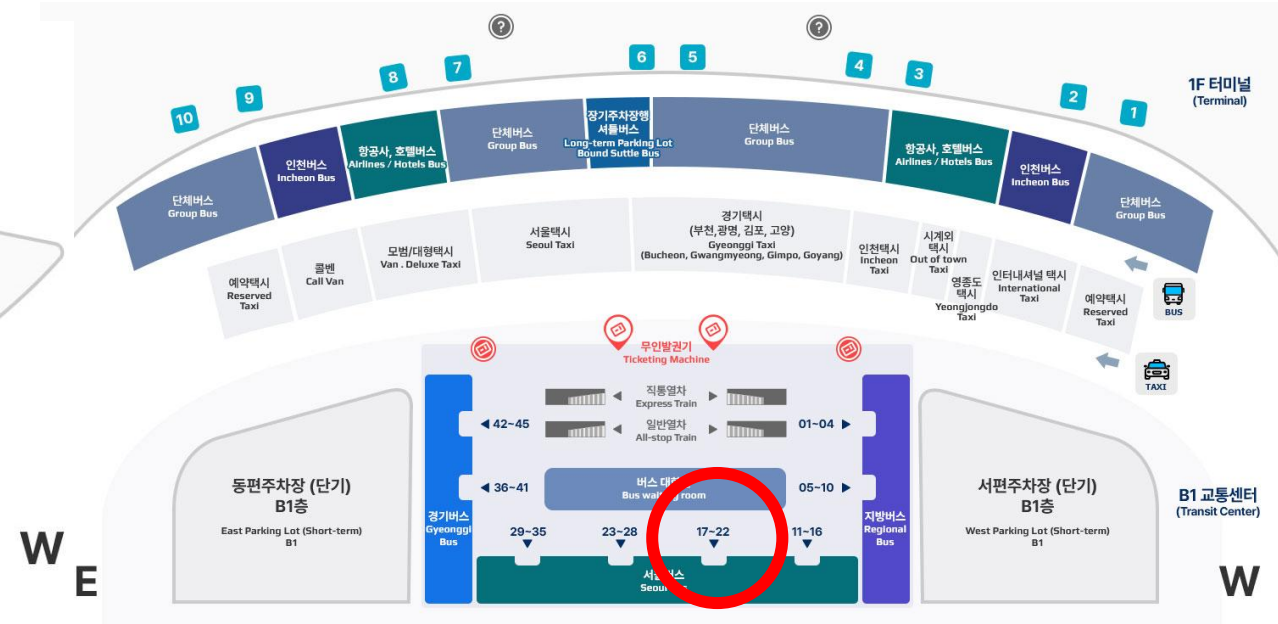 6
5
7
4
8
3
9
2
10
1
1F 터미널
(Terminal)
단체버스
Group Bus
인천버스
Incheon Bus
항공사, 호텔버스
Airlines / Hotels Bus
단체버스
Group Bus
장기주차장행
셔틀버스
Long-term Parking Lot
Bound Suttle Bus
단체버스
Group Bus
항공사, 호텔버스
Airlines / Hotels Bus
인천버스
Incheon Bus
단체버스
Group Bus
예약택시
Reserved
Taxi
콜벤
Call Van
모범/대형택시
Van . Deluxe Taxi
서울택시
Seoul Taxi
경기택시
(부천,광명, 김포, 고양)
Gyeonggi Taxi
(Bucheon, Gwangmyeong, Gimpo, Goyang)
인천택시
Incheon
Taxi
시계외
택시
Out of town
Taxi
영종도
택시
Yeongjongdo
Taxi
인터내셔널 택시
International
Taxi
예약택시
Reserved
Taxi
BUS
TAXI
무인발권기
Ticketing Machine
직통열차
Express Train
일반열차
All-stop Train
42~45
01~04
36~41
버스
Bus waiting room
05~10
29~35
23~28
17~22
11~16
경기버스
Gyeonggi
Bus
지방버스
Regional
Bus
Seoul
동편주차장 (단기)
B1층
East Parking Lot (Short-term)
B1
서편주차장 (단기)
B1층
West Parking Lot (Short-term)
B1
B1 교통센터
(Transit Center)
W
E
W